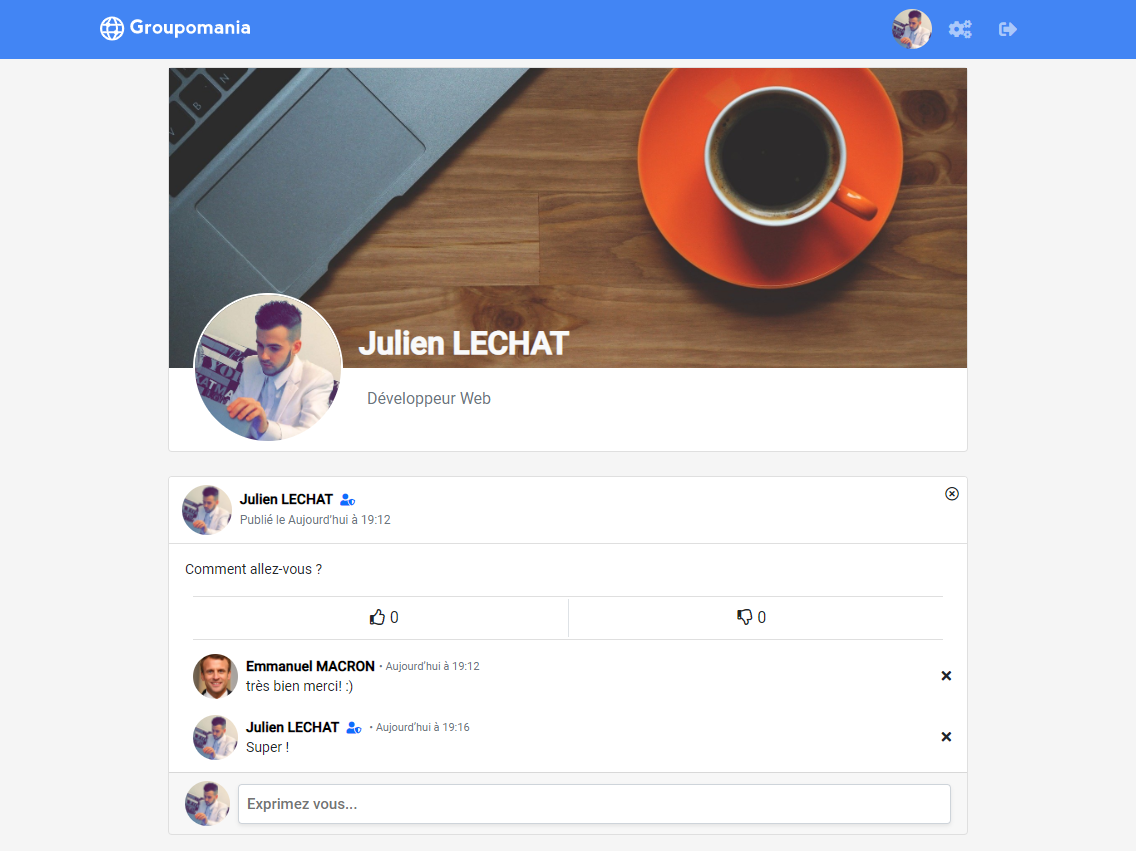 Groupomania
N
B
V
Julien LECHAT
Développeur Web
Julien LECHAT
Publié le Aujourd'hui à 19:12
Comment allez-vous ?
0
0
Emmanuel MACRON • Aujourd'hui à 19:12
très bien merci! :)
Julien LECHAT • Aujourd'hui à 19:16
Super !
Exprimez vous...